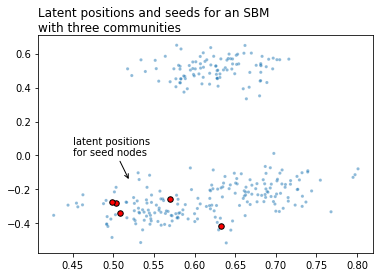 Latent positions and seeds for an SBM
with three communities
0.6
0.4
0.2
0.0
−0.2
−0.4
latent positions
for seed nodes
0.45 0.50 0.55 0.60 0.65 0.70 0.75 0.80